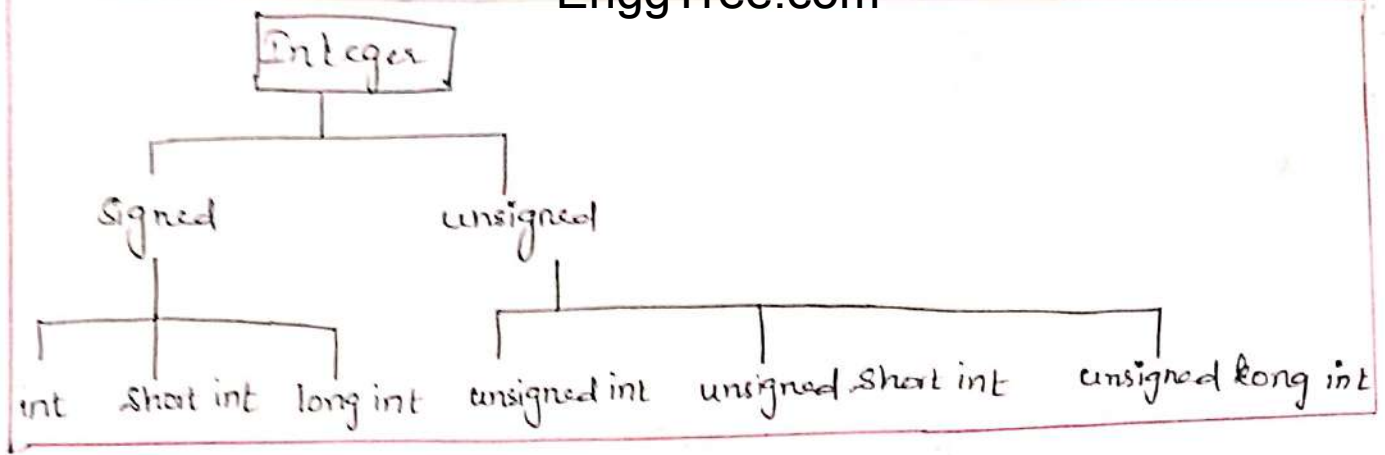 EnggTree.com
Integer
Signed unsigned
int short int long int unsigned int unsigned short int unsigned long int